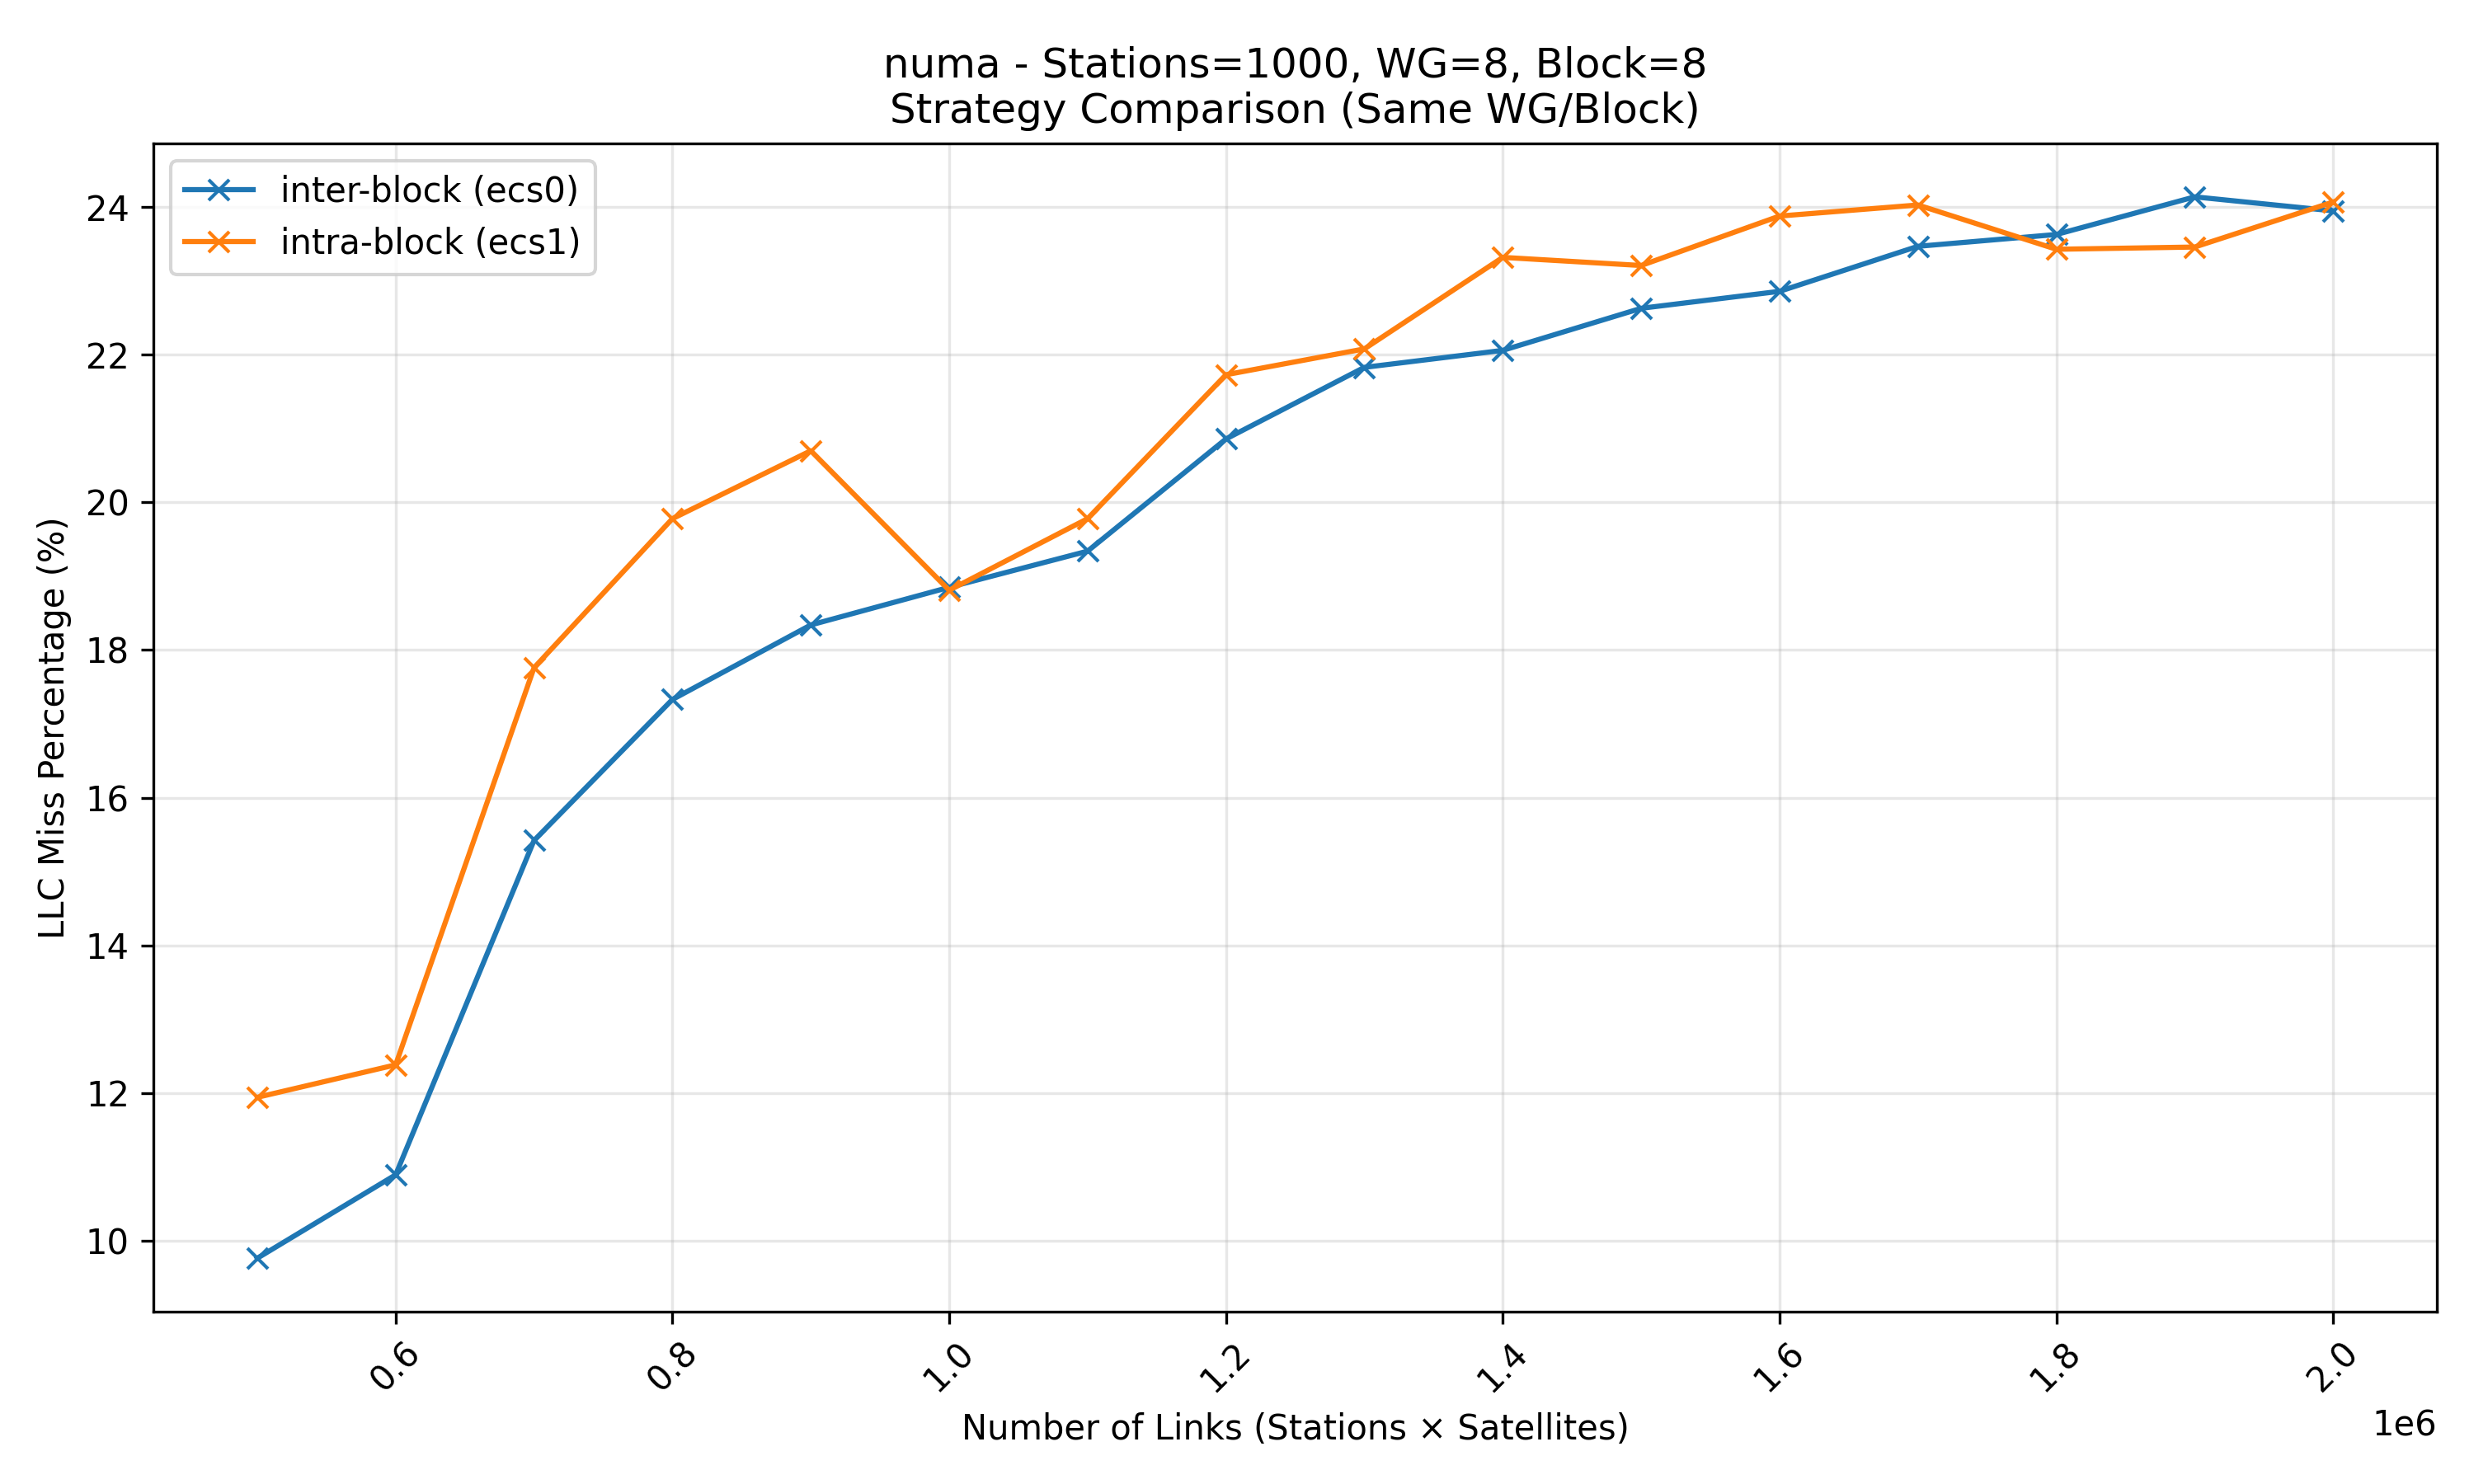 numa - Stations=1000, WG=8, Block=8
Strategy Comparison (Same WG/Block)
inter-block (ecs0)
intra-block (ecs1)
LLC Miss Percentage (%)
24
22
20
18
16
14
12
10
0.6
0.8
1.0
1.2
1.4
1.6
1.8
2.0
1e6
Number of Links (Stations × Satellites)